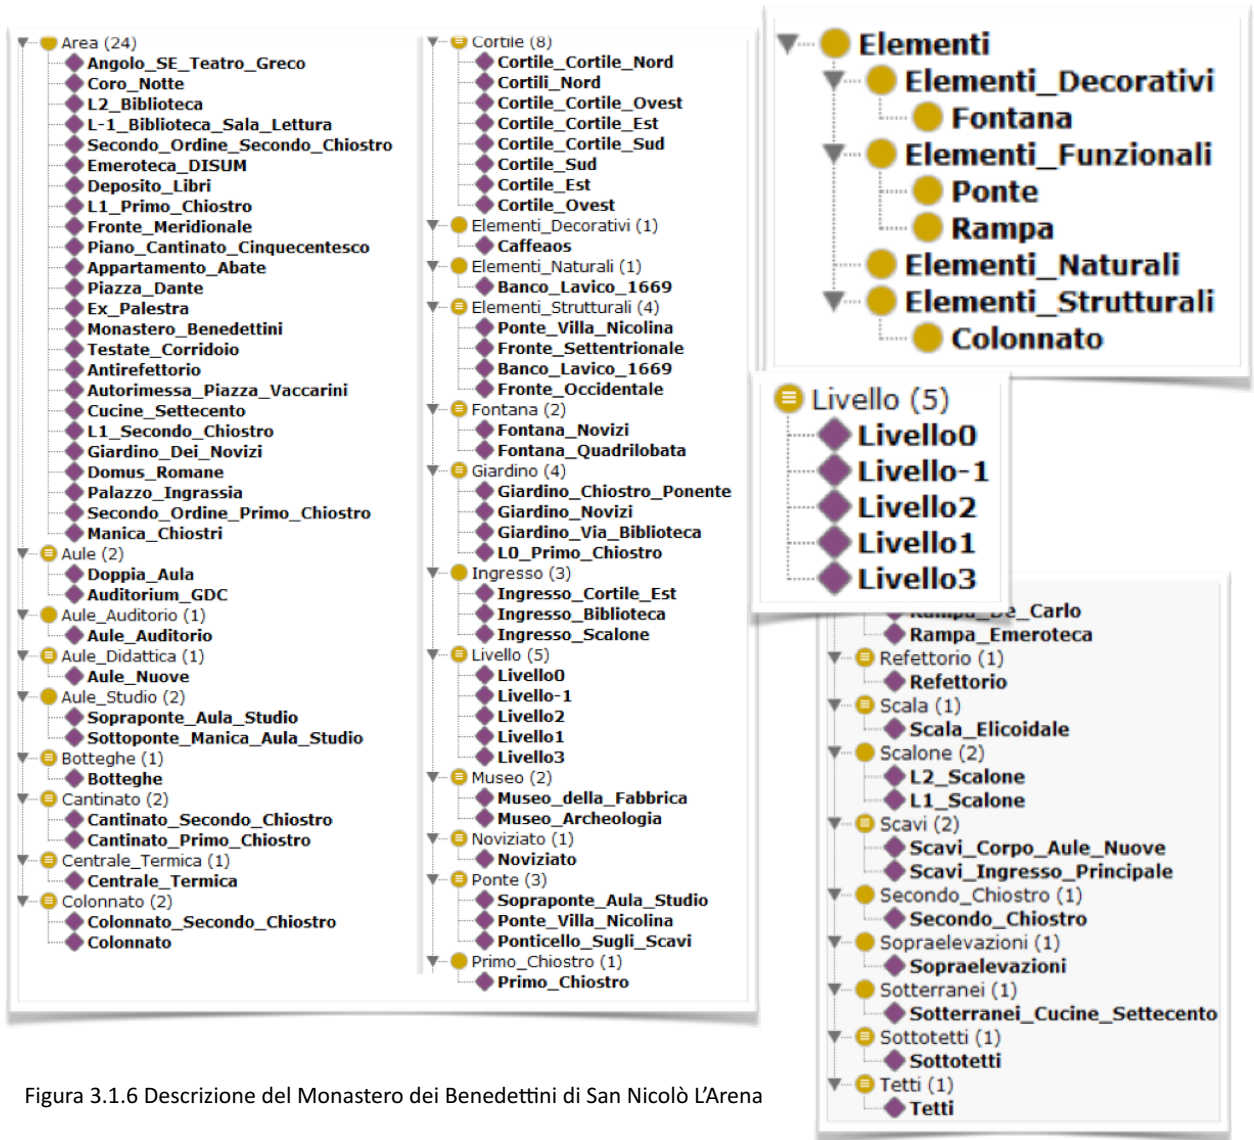 Area (24)
Angolo_SE_Teatro_Greco
Coro_Notte
L2_Biblioteca
L-1_Biblioteca_Sala_Lettura
Secondo_Ordine_Secondo_Chiostro
Emeroteca_DISUM
Deposito_Libri
L1_Primo_Chiostro
Fronte_Meridionale
Piano_Cantinato_Cinquecentesco
Appartamento_Abate
Piazza_Dante
Ex_Palestra
Monastero_Benedettini
Testate_Corridoio
Antirefettorio
Autorimessa_Piazza_Vaccarini
Cucine_Settecento
L1_Secondo_Chiostro
Giardino_Dei_Novizi
Domus_Romane
Palazzo_Ingrassia
Secondo_Ordine_Primo_Chiostro
Manica_Chiostri
Aule (2)
Doppia_Aula
Auditorium_GDC
Aule_Auditorio (1)
Aule_Auditorio
Aule_Didattica (1)
Aule_Nuove
Aule_Studio (2)
Sopraponte_Aula_Studio
Sottoponte_Manica_Aula_Studio
Botteghe (1)
Botteghe
Cantinato (2)
Cantinato_Secondo_Chiostro
Cantinato_Primo_Chiostro
Centrale_Termica (1)
Centrale_Termica
Colonnato (2)
Colonnato_Secondo_Chiostro
Colonnato
Cortile (8)
Cortile_Cortile_Nord
Cortili_Nord
Cortile_Cortile_Ovest
Cortile_Cortile_Est
Cortile_Cortile_Sud
Cortile_Sud
Cortile_Est
Cortile_Ovest
Elementi_Decorativi (1)
Caffeaos
Elementi_Naturali (1)
Banco_Lavico_1669
Elementi_Strutturali (4)
Ponte_Villa_Nicolina
Fronte_Settentrionale
Banco_Lavico_1669
Fronte_Occidentale
Fontana (2)
Fontana_Novizi
Fontana_Quadrilobata
Giardino (4)
Giardino_Chiostro_Ponente
Giardino_Novizi
Giardino_Via_Biblioteca
L0_Primo_Chiostro
Ingresso (3)
Ingresso_Cortile_Est
Ingresso_Biblioteca
Ingresso_Scalone
Livello (5)
Livello0
Livello-1
Livello2
Livello1
Livello3
Museo (2)
Museo_della_Fabbrica
Museo_Archeologia
Noviziato (1)
Noviziato
Ponte (3)
Sopraponte_Aula_Studio
Ponte_Villa_Nicolina
Ponticello_Sugli_Scavi
Primo_Chiostro (1)
Primo_Chiostro
Elementi
Elementi_Decorativi
Fontana
Elementi_Funzionali
Ponte
Rampa
Elementi_Naturali
Elementi_Strutturali
Colonnato
Livello (5)
Livello0
Livello-1
Livello2
Livello1
Livello3
Rampa_De_Carlo
Rampa_Emeroteca
Refettorio (1)
Refettorio
Scala (1)
Scala_Elicoidale
Scalone (2)
L2_Scalone
L1_Scalone
Scavi (2)
Scavi_Corpo_Aule_Nuove
Scavi_Ingresso_Principale
Secondo_Chiostro (1)
Secondo_Chiostro
Sopraelevazioni (1)
Sopraelevazioni
Sotterranei (1)
Sotterranei_Cucine_Settecento
Sottotetti (1)
Sottotetti
Tetti (1)
Tetti
Figura 3.1.6 Descrizione del Monastero dei Benedettini di San Nicolò L'Arena